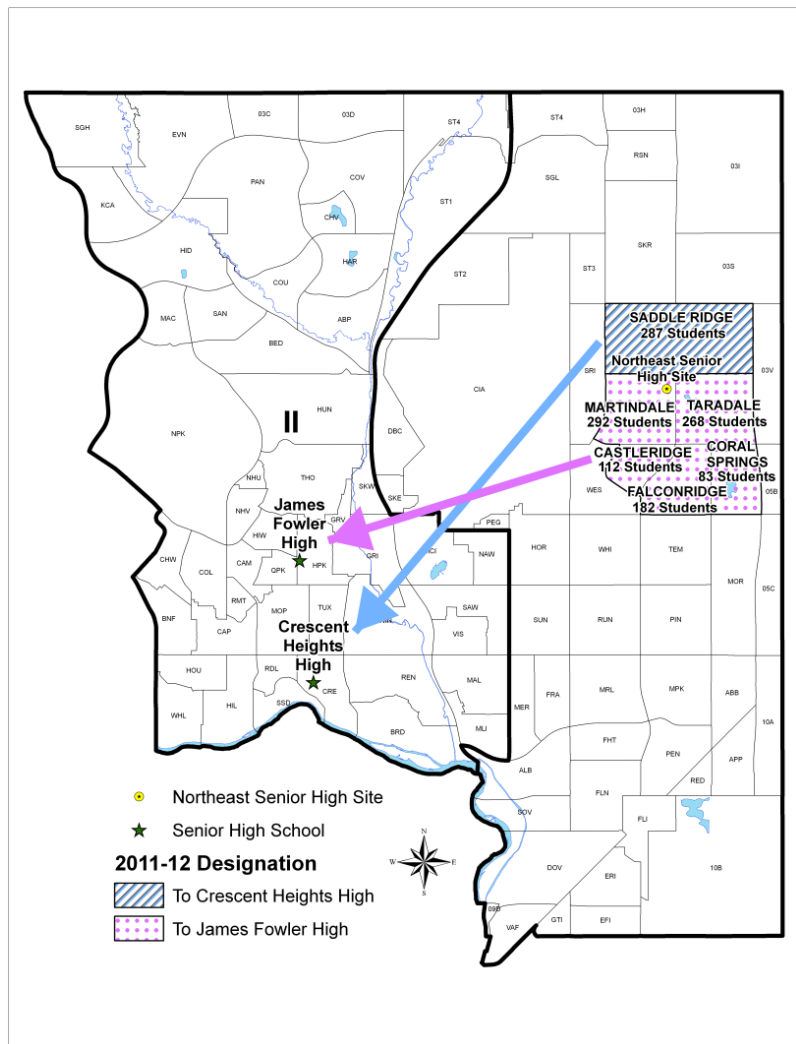 03C
03D
03H
SGH
EVN
ST4
ST4
RSN
03I
PAN
COV
SGL
KCA
CHV
ST1
SKR
HID
HAR
ST2
ST3
03S
COU
MAC
SAN
ABP
SADDLE RIDGE
287 Students
BED
Northeast Senior
High Site
SRI
03V
CIA
HUN
II
MARTINDALE
292 Students
TARADALE
268 Students
NPK
DBC
CASTLERIDGE
112 Students
CORAL
SPRINGS
83 Students
NHU
THO
SKW
SKE
WES
FALCONRIDGE
182 Students
05B
NHV
James
Fowler
High
GRV
PEG
HIW
GRI
NAW
HOR
WHI
TEM
CHW
COL
CAM
QPK
HPK
MOR
05C
RMT
MOP
TUX
SAW
BNF
CAP
SUN
RUN
PIN
VIS
Crescent
Heights
High
HOU
RDL
REN
MAL
CRE
MER
FRA
MRL
MPK
ABB
WHL
HIL
SSD
BRD
MLI
10A
FHT
PEN
APP
ALB
RED
FLN
SOV
FLI
DOV
ERI
10B
09D
VAF
GTI
EFI
Northeast Senior High Site
Senior High School
N
W
E
S
2011-12 Designation
To Crescent Heights High
To James Fowler High